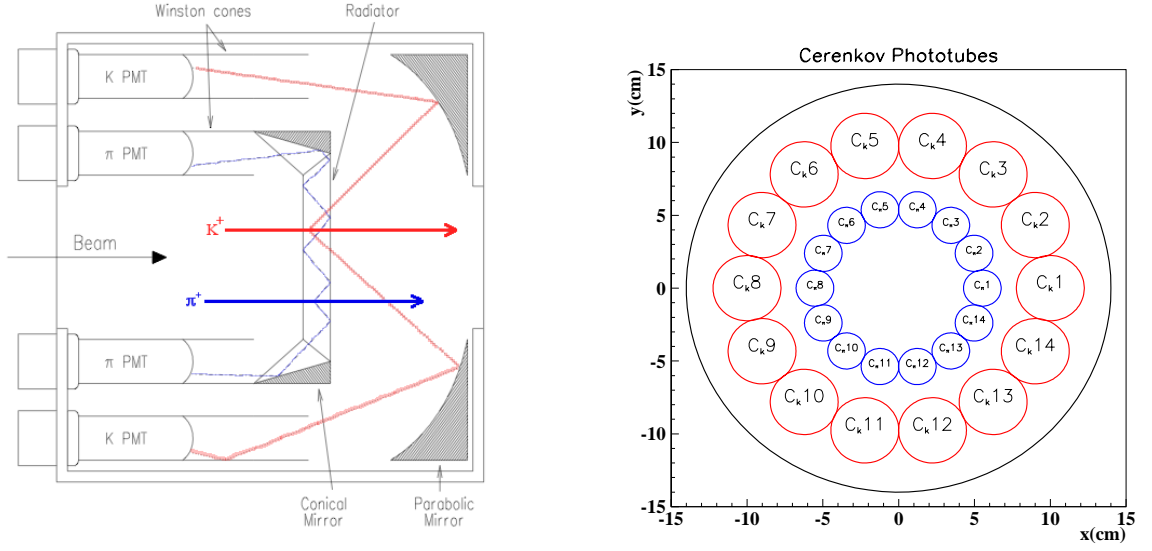 Winston cones
Radiator
K PMT
π PMT
K+
Beam
π+
π PMT
K PMT
Conical
Mirror
Parabolic
Mirror
Cerenkov Phototubes
y(cm)
15
10
5
0
-5
-10
-15
-15
-10
-5
0
5
10
15
x(cm)
Ck5
Ck4
Ck6
Ck3
Ck7
Ck2
Ck8
Ck1
Ck9
Ck14
Ck10
Ck13
Ck11
Ck12
Cπ5
Cπ4
Cπ6
Cπ3
Cπ7
Cπ2
Cπ8
Cπ1
Cπ9
Cπ14
Cπ10
Cπ13
Cπ11
Cπ12